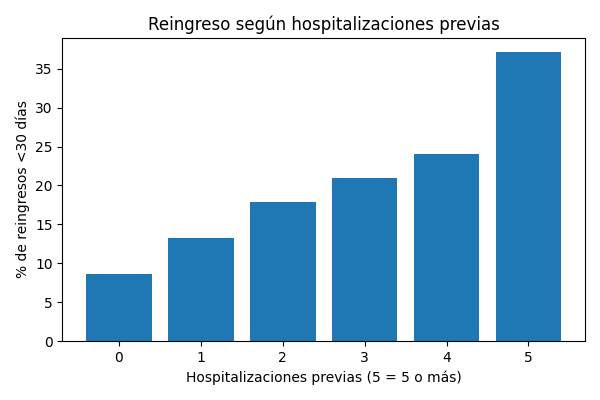 Reingreso según hospitalizaciones previas
% de reingresos <30 días
35
30
25
20
15
10
5
0
0 1 2 3 4 5
Hospitalizaciones previas (5 = 5 o más)